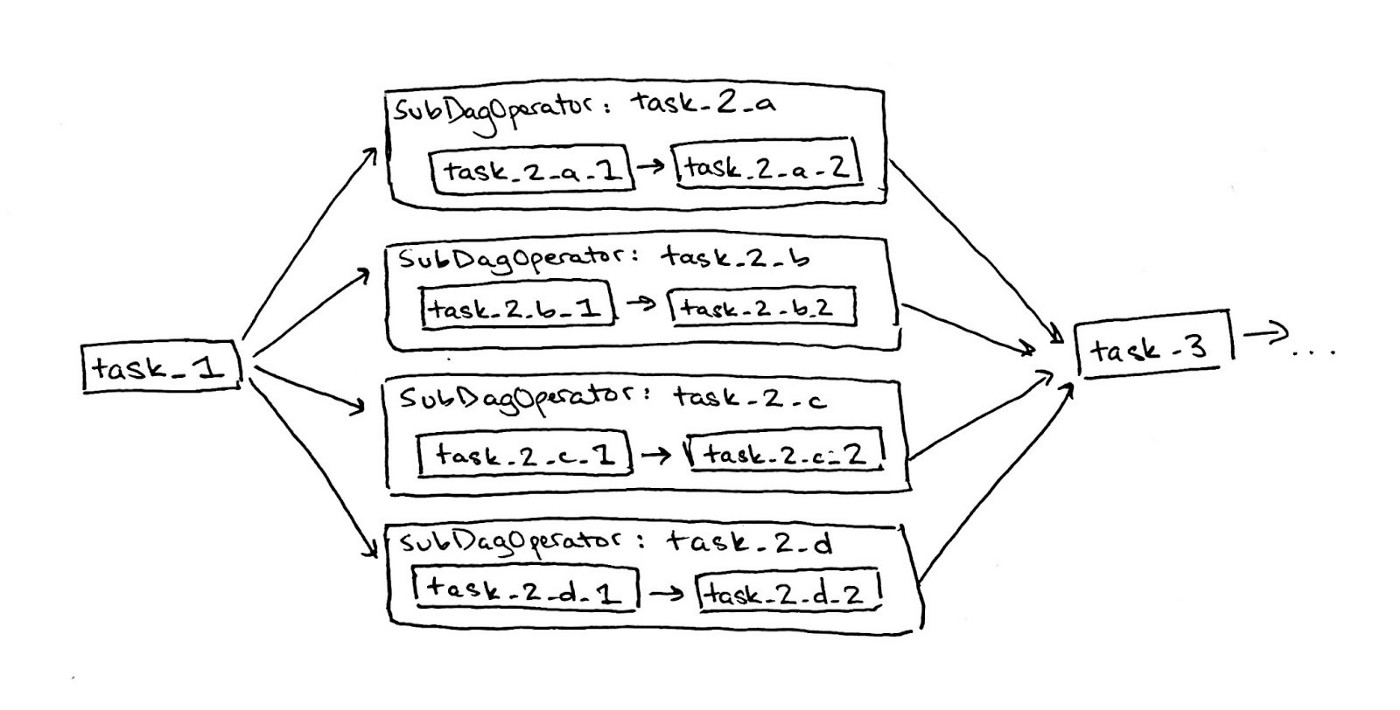 SubDagOperator: task_2_a
task_2_a_1 → task_2_a_2
SubDagOperator: task_2_b
task_2_b_1 → task_2_b_2
task_1
task_3 → ...
SubDagOperator: task_2_c
task_2_c_1 → task_2_c_2
SubDagOperator: task_2_d
task_2_d_1 → task_2_d_2